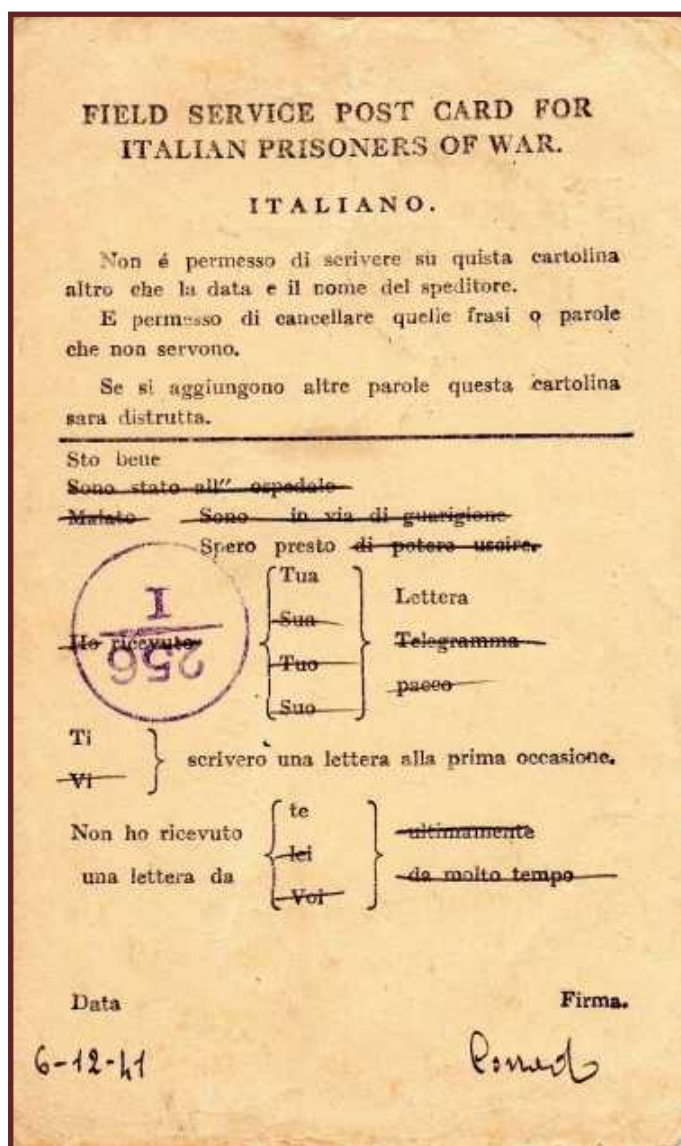 FIELD SERVICE POST CARD FOR
ITALIAN PRISONERS OF WAR.
ITALIANO.
Non é permesso di scrivere su quista cartolina
altro che la data e il nome del speditore.
E permesso di cancellare quelle frasi o parole
che non servono.
Se si aggiungono altre parole questa cartolina
sara distrutta.
Sto beue
Sono stato all" ospedale
Malato Sono in via di guarigione
Spero presto di potere uscire.
Ho ricevuto
Tua
Sua
Tuo
Suo
Lettera
Telegramma
pacco
I
256
Ti
Vi
scriverò una lettera alla prima occasione.
Non ho ricevuto
una lettera da
te
lei
Voi
ultimamente
da molto tempo
Data
Firma.
6-12-41